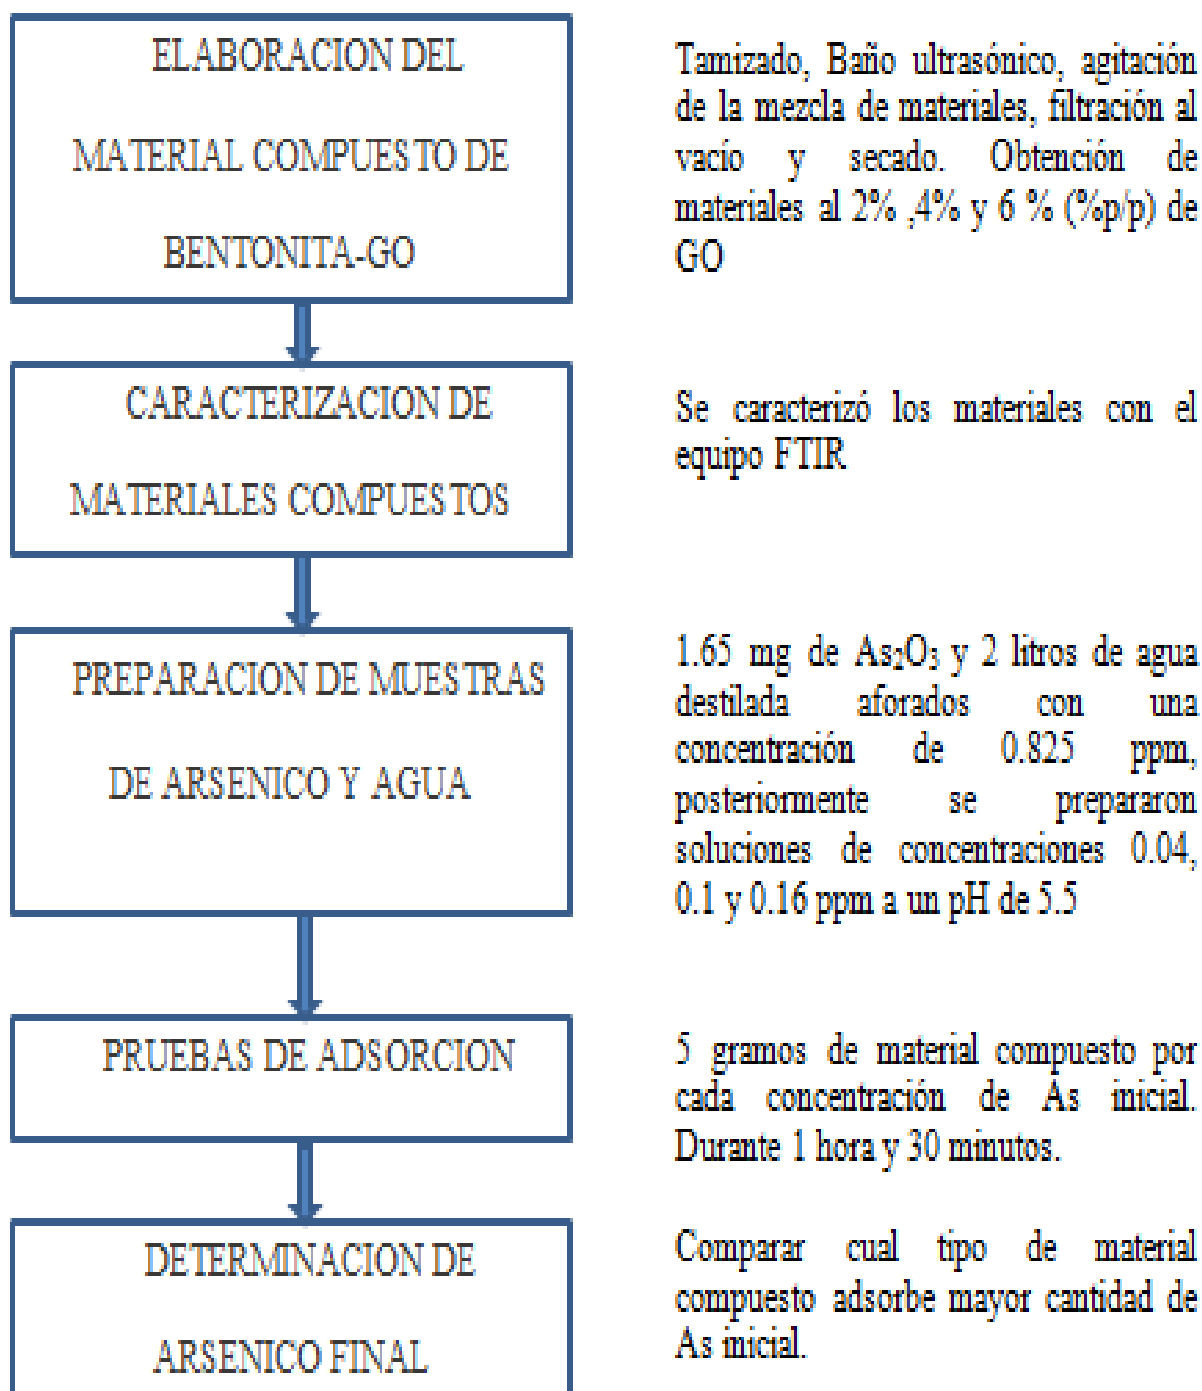 ELABORACION DEL
MATERIAL COMPUESTO DE
BENTONITA-GO
Tamizado, Baño ultrasónico, agitación
de la mezcla de materiales, filtración al
vacío y secado. Obtención de
materiales al 2% ,4% y 6 % (%p/p) de
GO
CARACTERIZACION DE
MATERIALES COMPUESTOS
Se caracterizó los materiales con el
equipo FTIR
PREPARACION DE MUESTRAS
DE ARSENICO Y AGUA
1.65 mg de As₂O₃ y 2 litros de agua
destilada aforados con una
concentración de 0.825 ppm,
posteriormente se prepararon
soluciones de concentraciones 0.04,
0.1 y 0.16 ppm a un pH de 5.5
PRUEBAS DE ADSORCION
5 gramos de material compuesto por
cada concentración de As inicial.
Durante 1 hora y 30 minutos.
DETERMINACION DE
ARSENICO FINAL
Comparar cual tipo de material
compuesto adsorbe mayor cantidad de
As inicial.